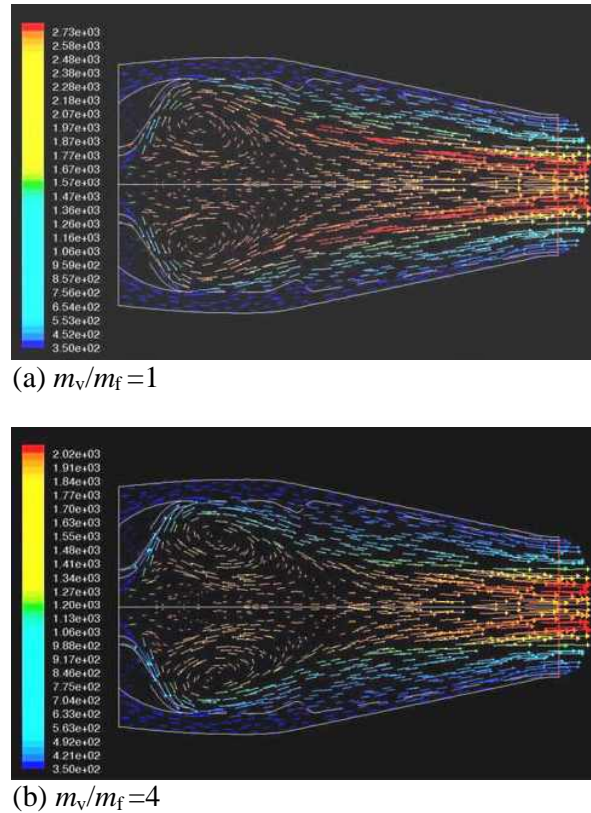 2.73e+03
2.58e+03
2.48e+03
2.38e+03
2.28e+03
2.18e+03
2.07e+03
1.97e+03
1.87e+03
1.77e+03
1.67e+03
1.57e+03
1.47e+03
1.36e+03
1.26e+03
1.16e+03
1.06e+03
9.59e+02
8.57e+02
7.56e+02
6.54e+02
5.53e+02
4.52e+02
3.50e+02
(a) mv/mf =1
2.02e+03
1.91e+03
1.84e+03
1.77e+03
1.70e+03
1.63e+03
1.55e+03
1.48e+03
1.41e+03
1.34e+03
1.27e+03
1.20e+03
1.13e+03
1.06e+03
9.88e+02
9.17e+02
8.46e+02
7.75e+02
7.04e+02
6.33e+02
5.63e+02
4.92e+02
4.21e+02
3.50e+02
(b) mv/mf =4